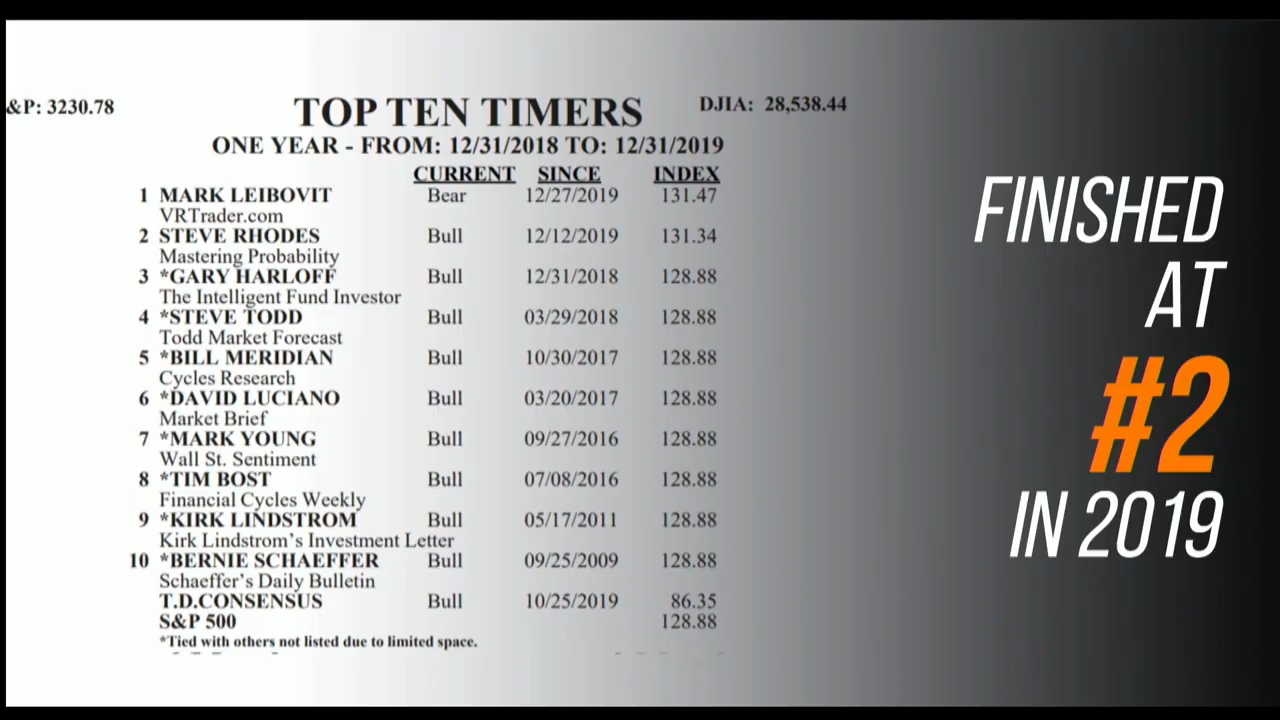 &P: 3230.78
TOP TEN TIMERS
DJIA: 28,538.44
ONE YEAR - FROM: 12/31/2018 TO: 12/31/2019
CURRENT SINCE INDEX
1 MARK LEIBOVIT Bear 12/27/2019 131.47
VRTrader.com
2 STEVE RHODES Bull 12/12/2019 131.34
Mastering Probability
3 *GARY HARLOFF Bull 12/31/2018 128.88
The Intelligent Fund Investor
4 *STEVE TODD Bull 03/29/2018 128.88
Todd Market Forecast
5 *BILL MERIDIAN Bull 10/30/2017 128.88
Cycles Research
6 *DAVID LUCIANO Bull 03/20/2017 128.88
Market Brief
7 *MARK YOUNG Bull 09/27/2016 128.88
Wall St. Sentiment
8 *TIM BOST Bull 07/08/2016 128.88
Financial Cycles Weekly
9 *KIRK LINDSTROM Bull 05/17/2011 128.88
Kirk Lindstrom's Investment Letter
10 *BERNIE SCHAEFFER Bull 09/25/2009 128.88
Schaeffer's Daily Bulletin
T.D.CONSENSUS Bull 10/25/2019 86.35
S&P 500 128.88
*Tied with others not listed due to limited space.
FINISHED
AT
#2
IN 2019